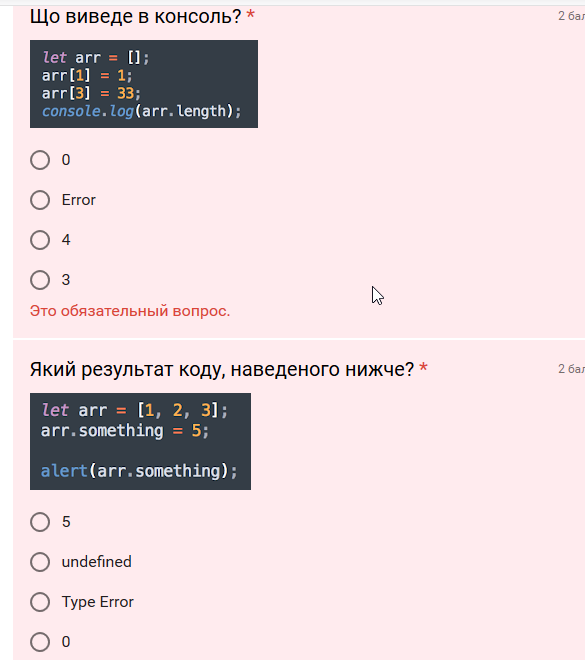 Що виведе в консоль? *
2 ба
let arr = [];
arr[1] = 1;
arr[3] = 33;
console.log(arr.length);
0
Error
4
3
Это обязательный вопрос.
Який результат коду, наведеного нижче? *
2 ба
let arr = [1, 2, 3];
arr.something = 5;
alert(arr.something);
5
undefined
Type Error
0